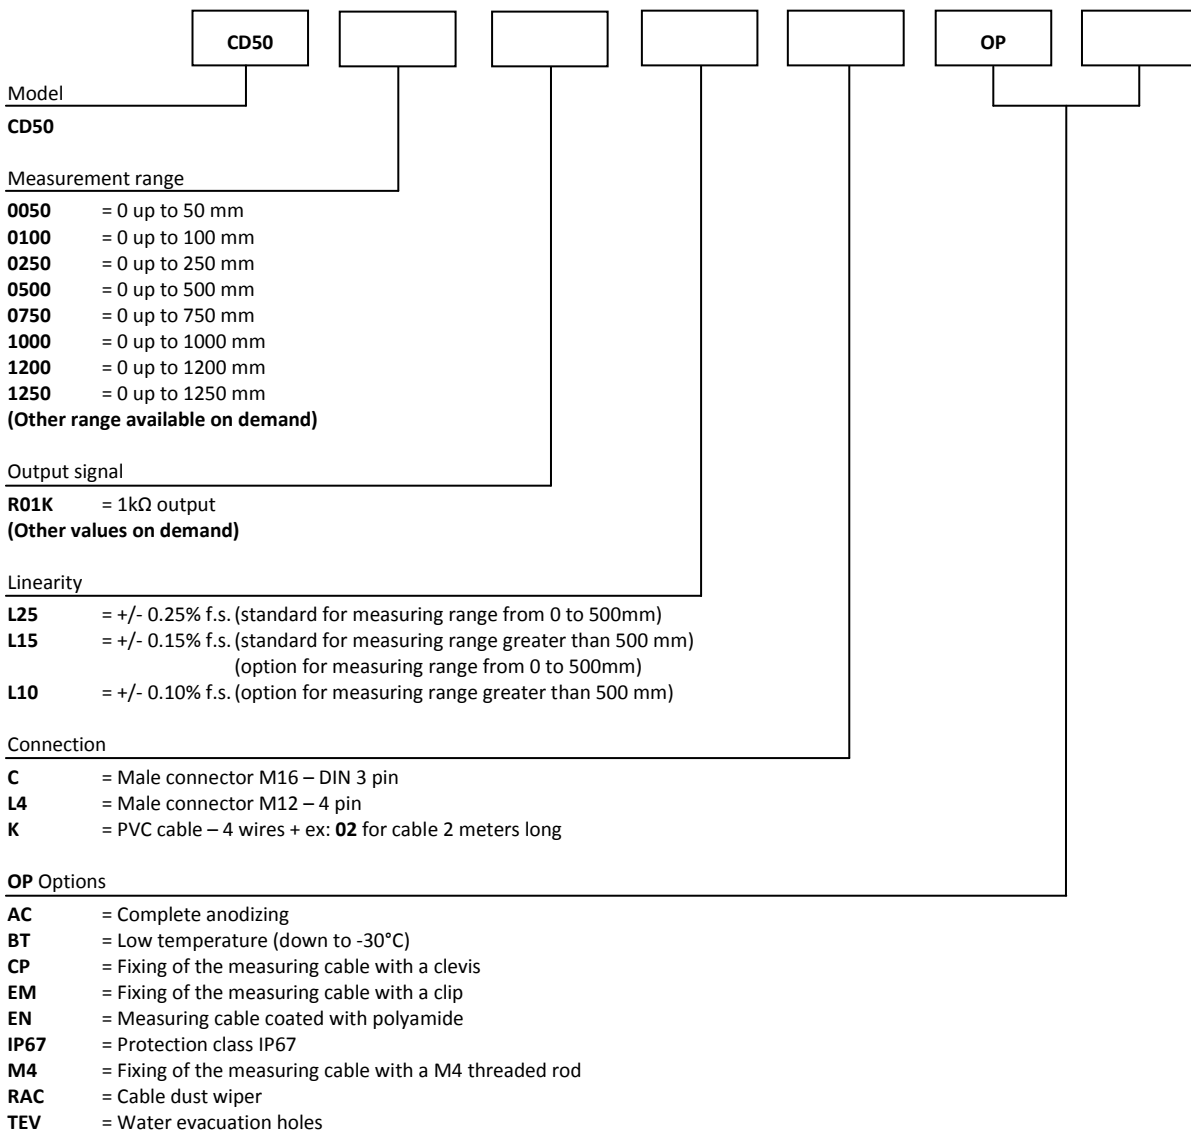 CD50 OP
Model
CD50
Measurement range
0050 = 0 up to 50 mm
0100 = 0 up to 100 mm
0250 = 0 up to 250 mm
0500 = 0 up to 500 mm
0750 = 0 up to 750 mm
1000 = 0 up to 1000 mm
1200 = 0 up to 1200 mm
1250 = 0 up to 1250 mm
(Other range available on demand)
Output signal
R01K = 1kΩ output
(Other values on demand)
Linearity
L25 = +/- 0.25% f.s. (standard for measuring range from 0 to 500mm)
L15 = +/- 0.15% f.s. (standard for measuring range greater than 500 mm)
(option for measuring range from 0 to 500mm)
L10 = +/- 0.10% f.s. (option for measuring range greater than 500 mm)
Connection
C = Male connector M16 – DIN 3 pin
L4 = Male connector M12 – 4 pin
K = PVC cable – 4 wires + ex: 02 for cable 2 meters long
OP Options
AC = Complete anodizing
BT = Low temperature (down to -30°C)
CP = Fixing of the measuring cable with a clevis
EM = Fixing of the measuring cable with a clip
EN = Measuring cable coated with polyamide
IP67 = Protection class IP67
M4 = Fixing of the measuring cable with a M4 threaded rod
RAC = Cable dust wiper
TEV = Water evacuation holes